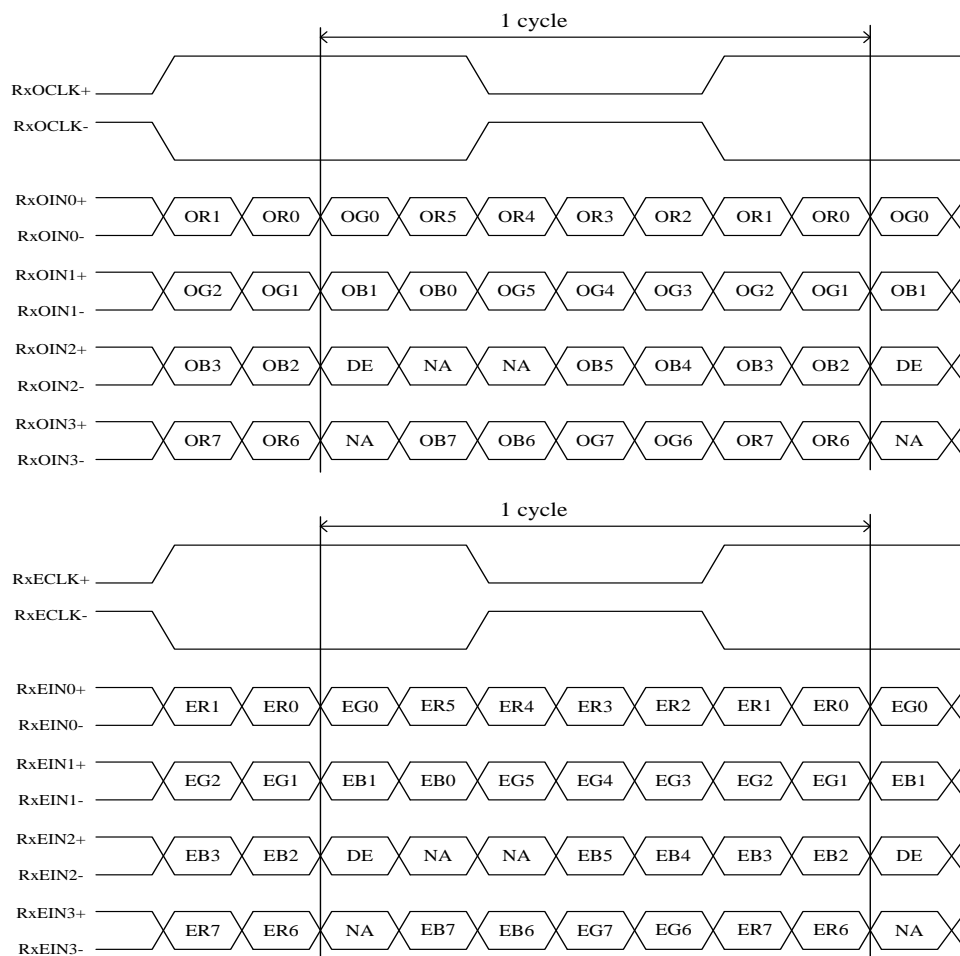 1 cycle
RxOCLK+
RxOCLK-
RxOIN0+
OR1 OR0 OG0 OR5 OR4 OR3 OR2 OR1 OR0 OG0
RxOIN0-
RxOIN1+
OG2 OG1 OB1 OB0 OG5 OG4 OG3 OG2 OG1 OB1
RxOIN1-
RxOIN2+
OB3 OB2 DE NA NA OB5 OB4 OB3 OB2 DE
RxOIN2-
RxOIN3+
OR7 OR6 NA OB7 OB6 OG7 OG6 OR7 OR6 NA
RxOIN3-
1 cycle
RxECLK+
RxECLK-
RxEIN0+
ER1 ER0 EG0 ER5 ER4 ER3 ER2 ER1 ER0 EG0
RxEIN0-
RxEIN1+
EG2 EG1 EB1 EB0 EG5 EG4 EG3 EG2 EG1 EB1
RxEIN1-
RxEIN2+
EB3 EB2 DE NA NA EB5 EB4 EB3 EB2 DE
RxEIN2-
RxEIN3+
ER7 ER6 NA EB7 EB6 EG7 EG6 ER7 ER6 NA
RxEIN3-